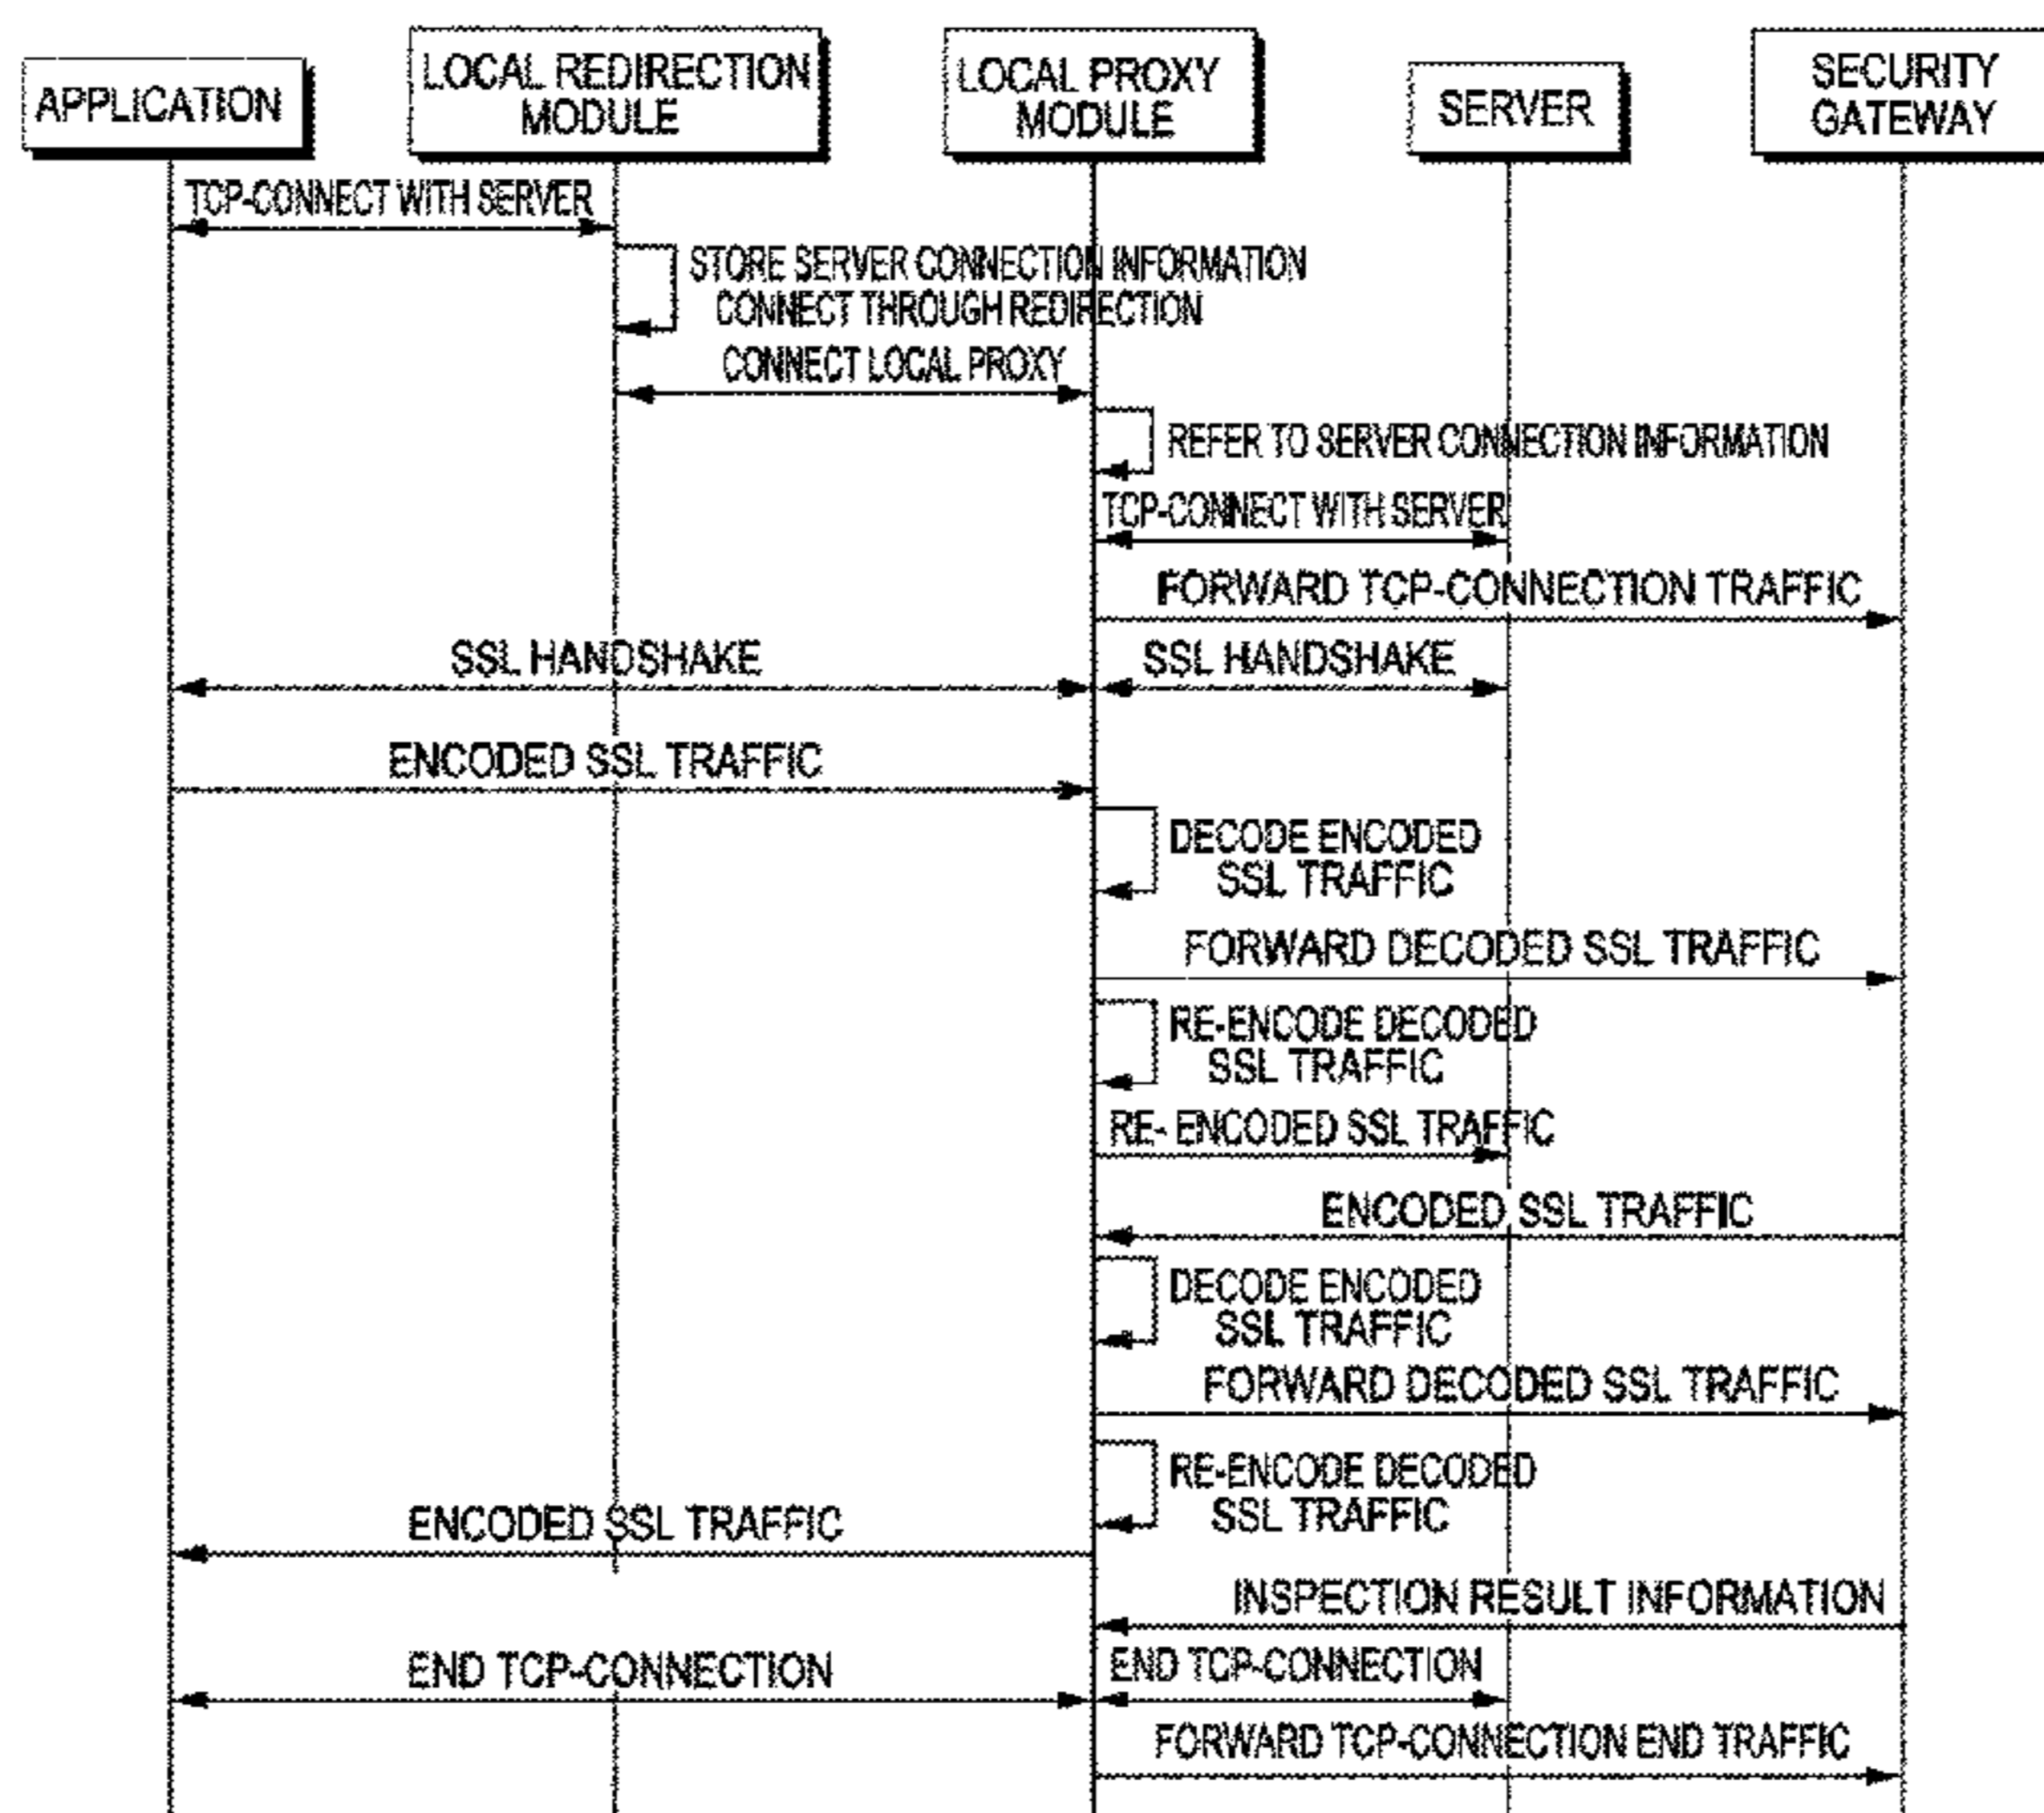 APPLICATION
LOCAL REDIRECTION
MODULE
LOCAL PROXY
MODULE
SERVER
SECURITY
GATEWAY
TCP-CONNECT WITH SERVER
STORE SERVER CONNECTION INFORMATION
CONNECT THROUGH REDIRECTION
CONNECT LOCAL PROXY
REFER TO SERVER CONNECTION INFORMATION
TCP-CONNECT WITH SERVER
FORWARD TCP-CONNECTION TRAFFIC
SSL HANDSHAKE
SSL HANDSHAKE
ENCODED SSL TRAFFIC
DECODE ENCODED
SSL TRAFFIC
FORWARD DECODED SSL TRAFFIC
RE-ENCODE DECODED
SSL TRAFFIC
RE- ENCODED SSL TRAFFIC
ENCODED SSL TRAFFIC
DECODE ENCODED
SSL TRAFFIC
FORWARD DECODED SSL TRAFFIC
RE-ENCODE DECODED
SSL TRAFFIC
ENCODED SSL TRAFFIC
INSPECTION RESULT INFORMATION
END TCP-CONNECTION
END TCP-CONNECTION
FORWARD TCP-CONNECTION END TRAFFIC